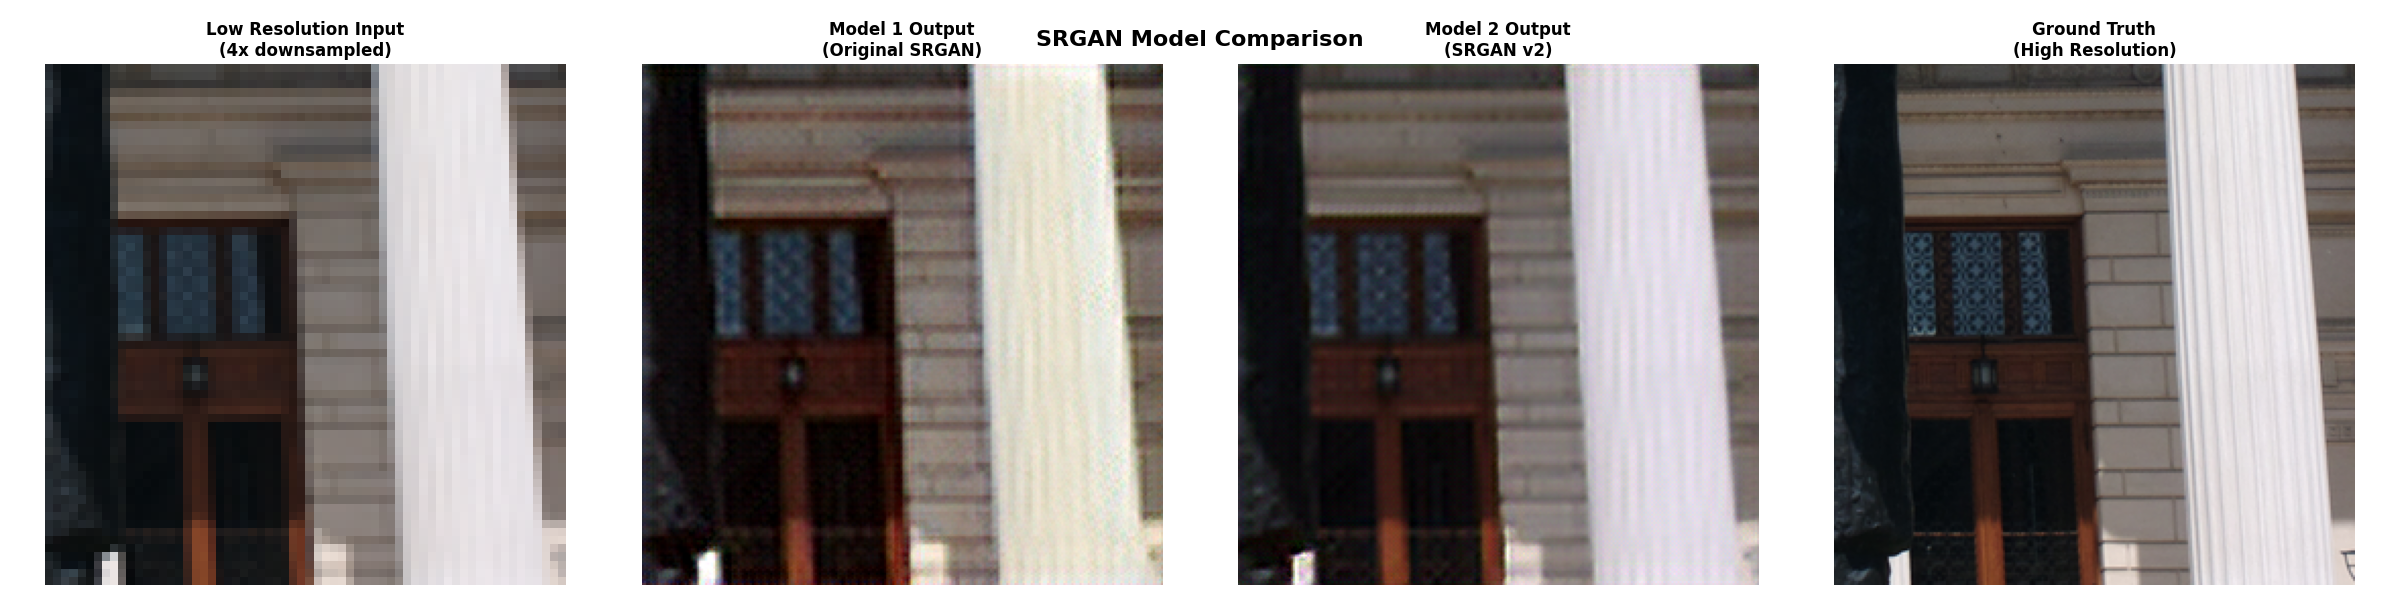 SRGAN Model Comparison
Low Resolution Input
(4x downsampled)
Model 1 Output
(Original SRGAN)
Model 2 Output
(SRGAN v2)
Ground Truth
(High Resolution)